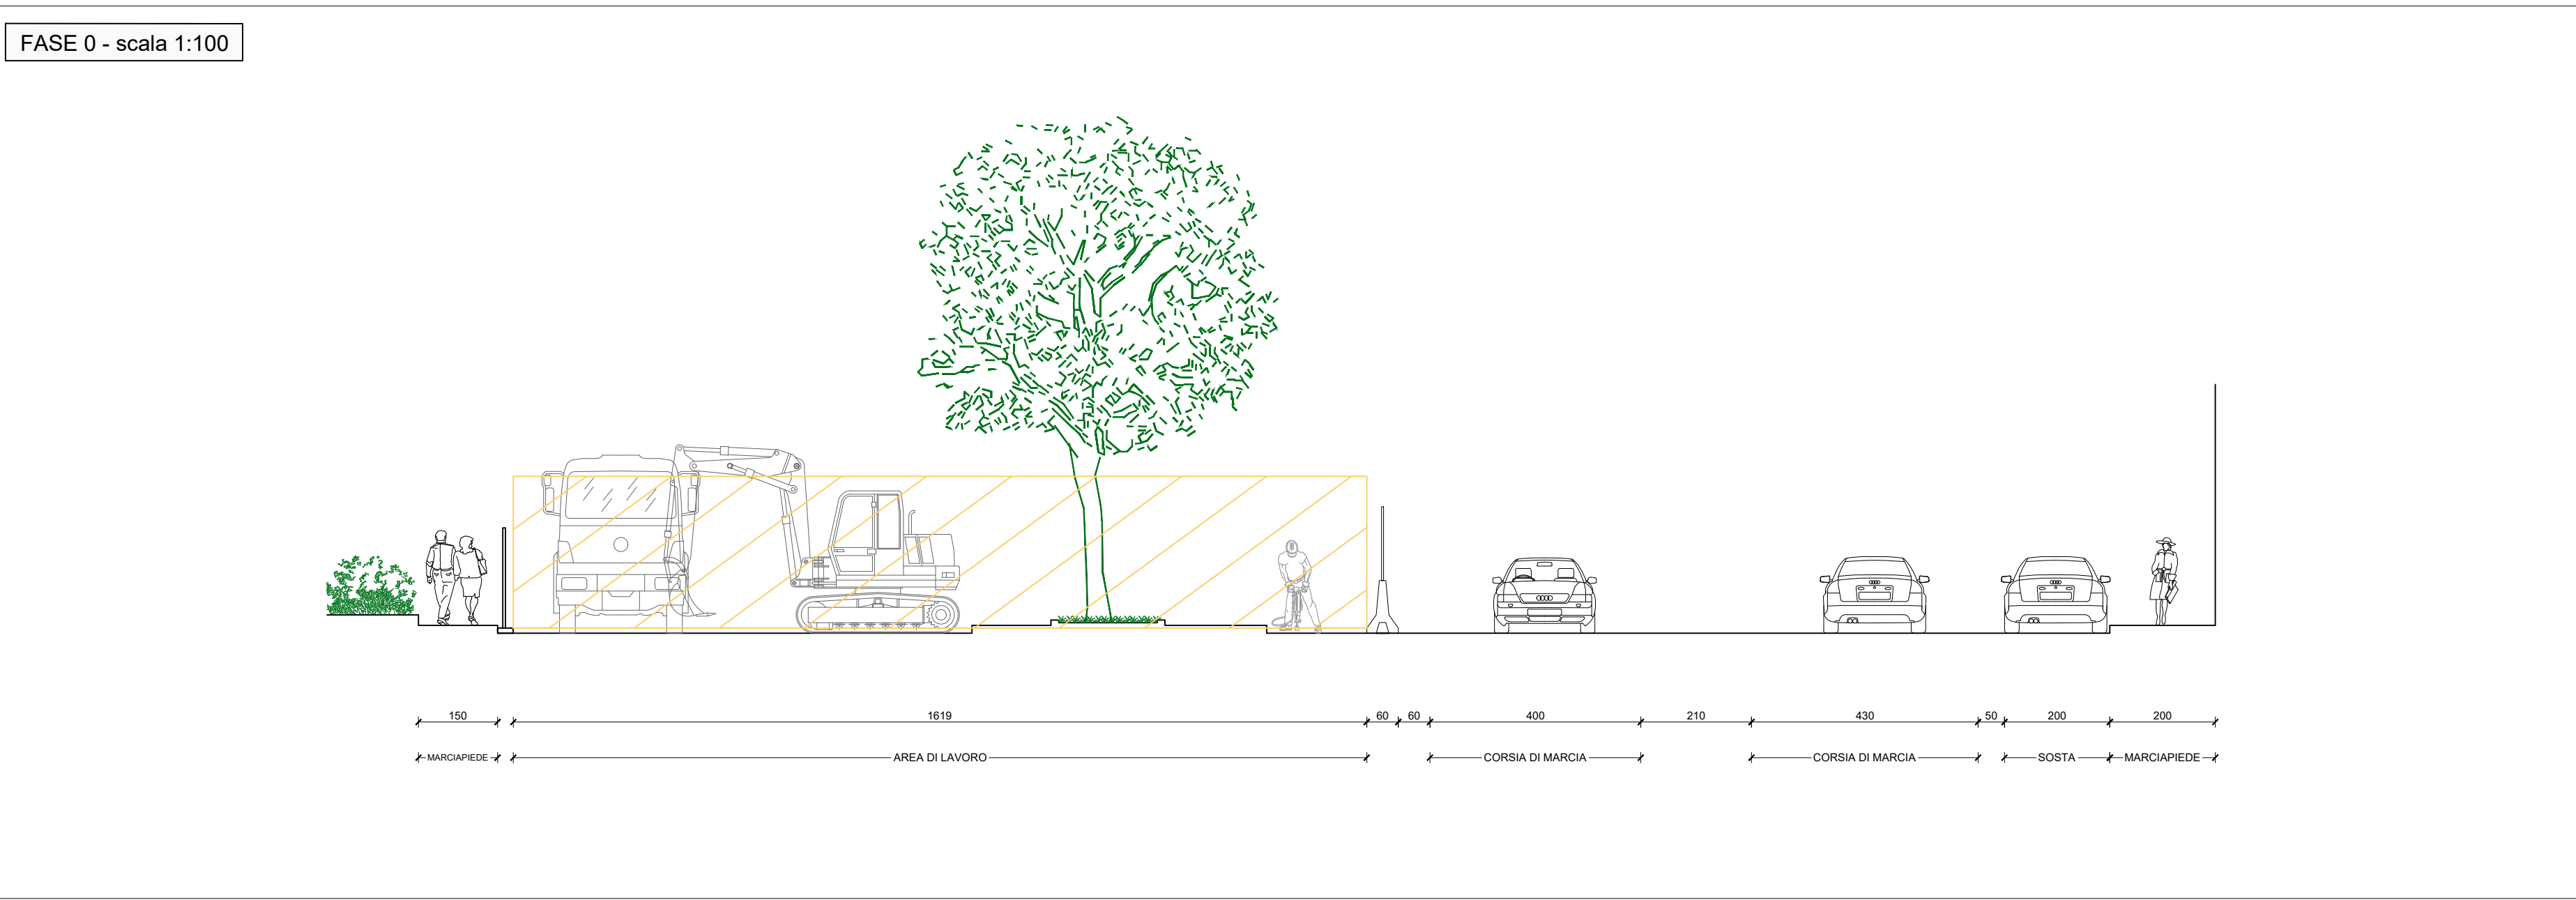 FASE 0 - scala 1:100
150 1619 60 60 400 210 430 50 200 200
MARCIAPIEDE AREA DI LAVORO CORSIA DI MARCIA CORSIA DI MARCIA SOSTA MARCIAPIEDE